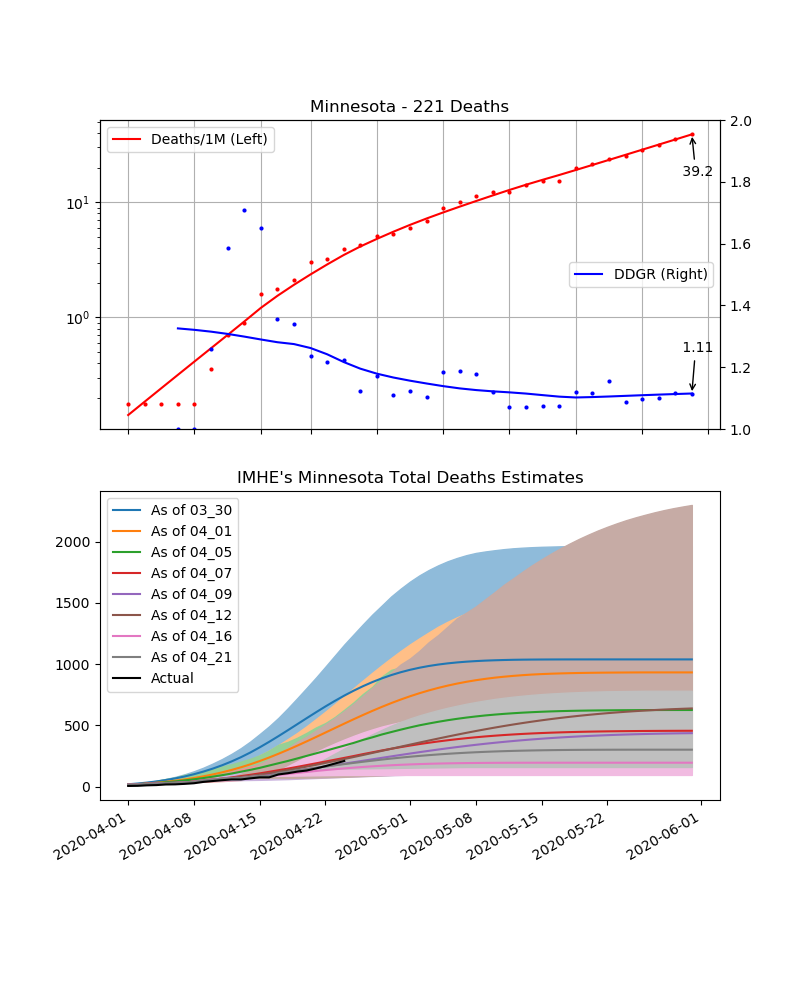 Minnesota - 221 Deaths
Deaths/1M (Left)
2.0
1.8
1.6
1.4
1.2
1.0
10¹
10⁰
39.2
DDGR (Right)
1.11
IMHE's Minnesota Total Deaths Estimates
As of 03_30
As of 04_01
As of 04_05
As of 04_07
As of 04_09
As of 04_12
As of 04_16
As of 04_21
Actual
2000
1500
1000
500
0
2020-04-01
2020-04-08
2020-04-15
2020-04-22
2020-05-01
2020-05-08
2020-05-15
2020-05-22
2020-06-01